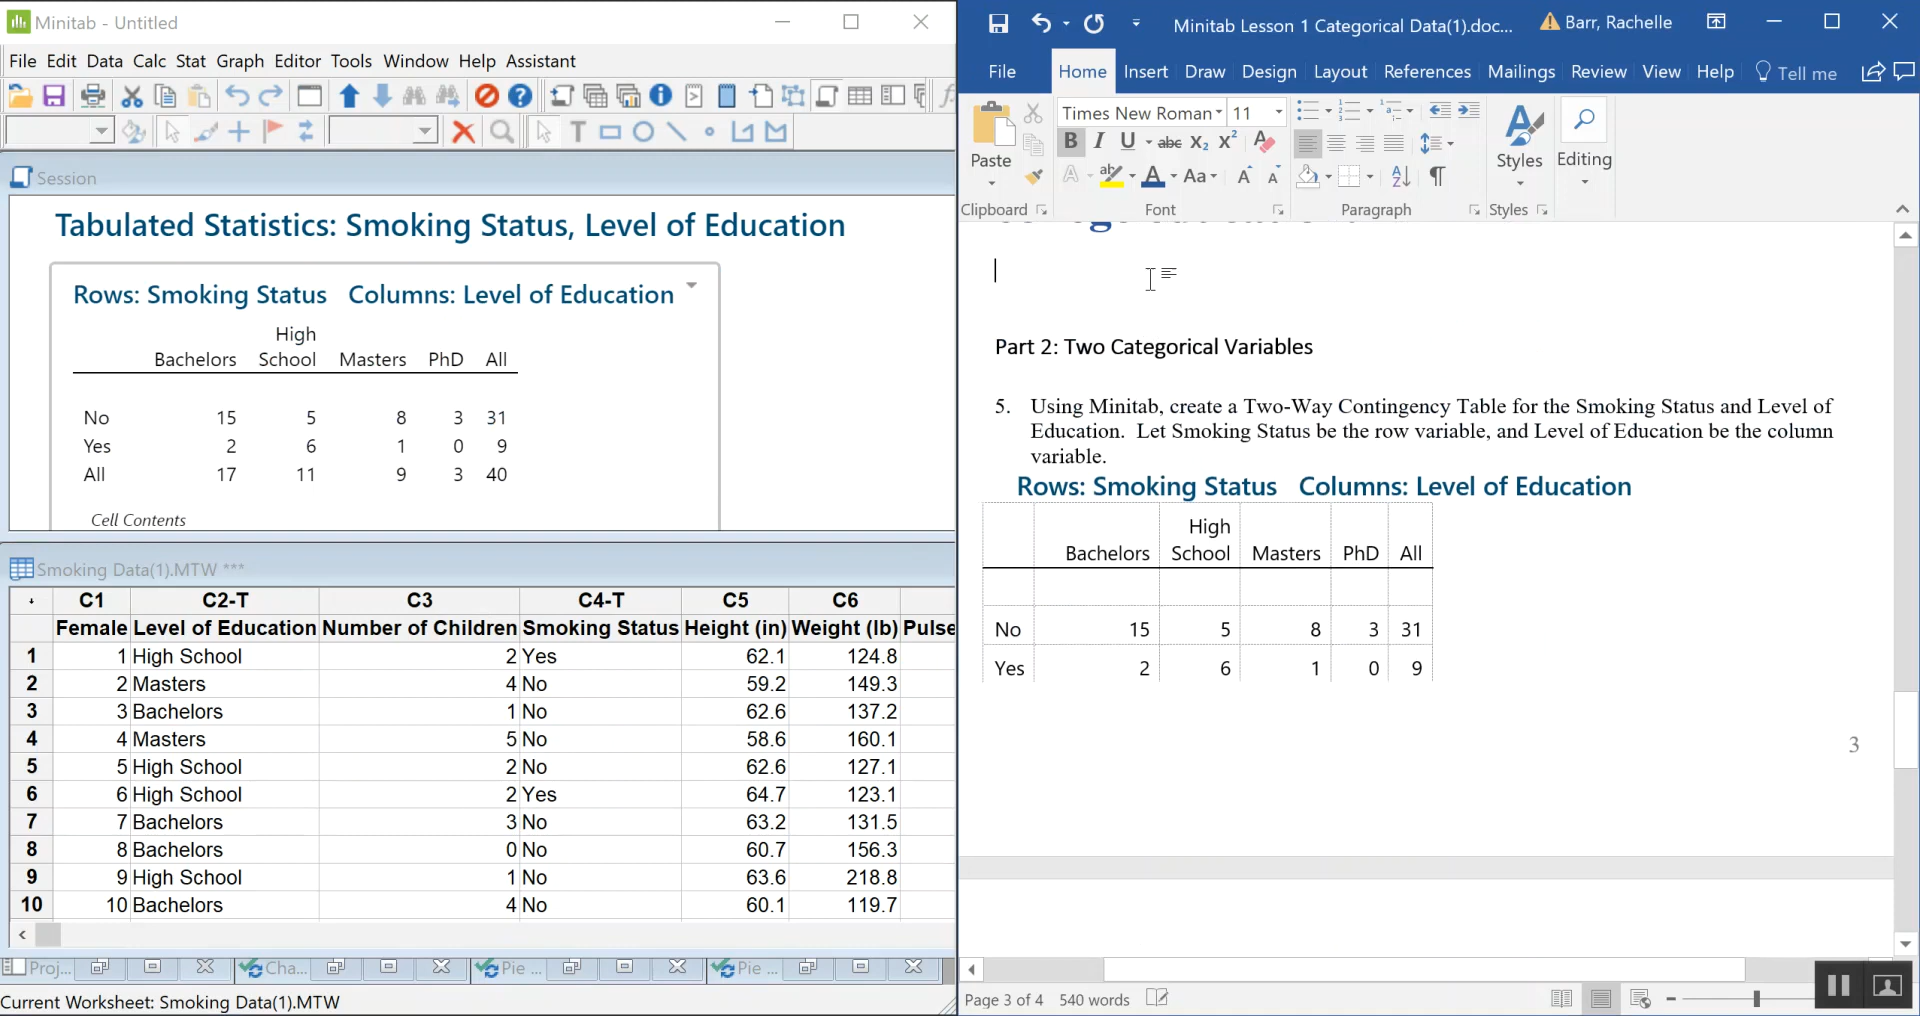 Minitab - Untitled
File Edit Data Calc Stat Graph Editor Tools Window Help Assistant
Session
Tabulated Statistics: Smoking Status, Level of Education
Rows: Smoking Status Columns: Level of Education
High
Bachelors School Masters PhD All
No 15 5 8 3 31
Yes 2 6 1 0 9
All 17 11 9 3 40
Cell Contents
Smoking Data(1).MTW ***
C1 C2-T C3 C4-T C5 C6
Female Level of Education Number of Children Smoking Status Height (in) Weight (lb) Pulse
1 1 High School 2 Yes 62.1 124.8
2 2 Masters 4 No 59.2 149.3
3 3 Bachelors 1 No 62.6 137.2
4 4 Masters 5 No 58.6 160.1
5 5 High School 2 No 62.6 127.1
6 6 High School 2 Yes 64.7 123.1
7 7 Bachelors 3 No 63.2 131.5
8 8 Bachelors 0 No 60.7 156.3
9 9 High School 1 No 63.6 218.8
10 10 Bachelors 4 No 60.1 119.7
Proj... Cha... Pie ... Pie ...
Current Worksheet: Smoking Data(1).MTW
Minitab Lesson 1 Categorical Data(1).doc... Barr, Rachelle
File Home Insert Draw Design Layout References Mailings Review View Help Tell me
Times New Roman 11
B I U abc X2 X2
Paste Styles Editing
A ab A Aa A A
Clipboard Font Paragraph Styles
Part 2: Two Categorical Variables
5. Using Minitab, create a Two-Way Contingency Table for the Smoking Status and Level of
Education. Let Smoking Status be the row variable, and Level of Education be the column
variable.
Rows: Smoking Status Columns: Level of Education
High
Bachelors School Masters PhD All
No 15 5 8 3 31
Yes 2 6 1 0 9
3
Page 3 of 4 540 words